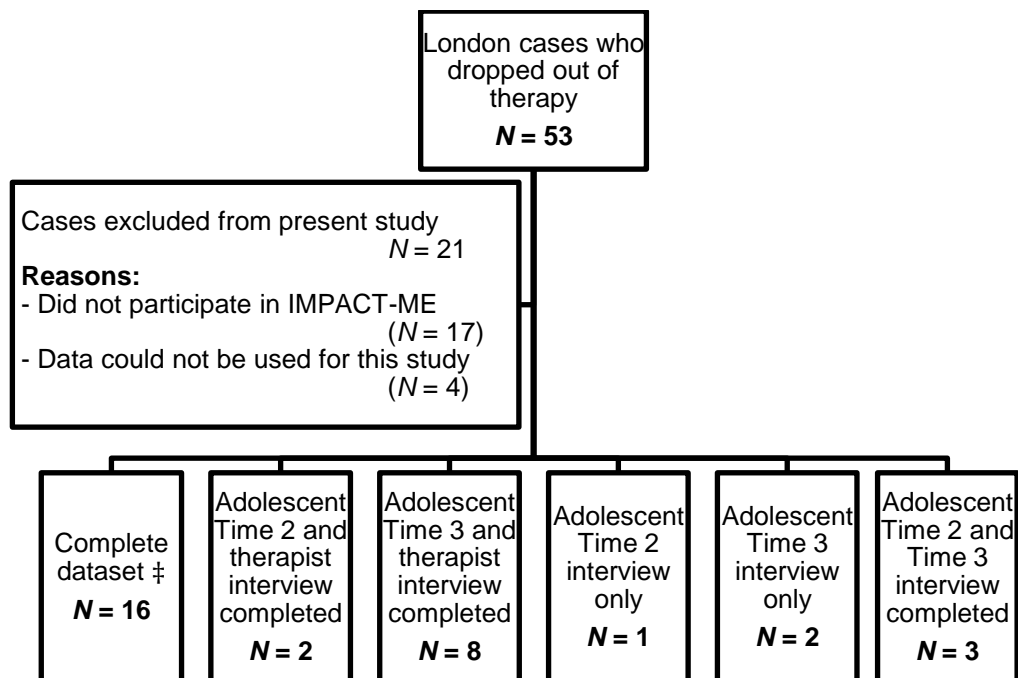 London cases who
dropped out of
therapy
N = 53
Cases excluded from present study
N = 21
Reasons:
- Did not participate in IMPACT-ME
(N = 17)
- Data could not be used for this study
(N = 4)
Complete
dataset ‡
N = 16
Adolescent
Time 2 and
therapist
interview
completed
N = 2
Adolescent
Time 3 and
therapist
interview
completed
N = 8
Adolescent
Time 2
interview
only
N = 1
Adolescent
Time 3
interview
only
N = 2
Adolescent
Time 2 and
Time 3
interview
completed
N = 3